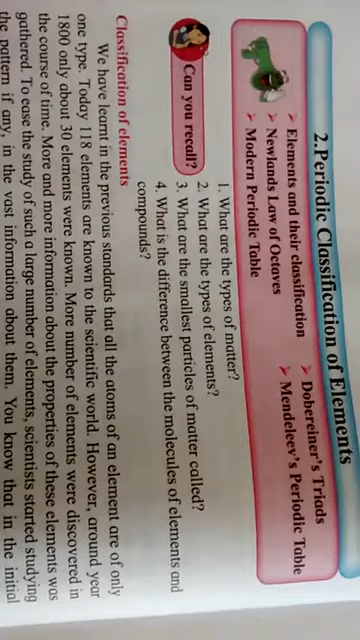 2.Periodic Classification of Elements
➢ Elements and their classification
➢ Dobereiner's Triads
➢ Newlands Law of Octaves
➢ Mendeleev's Periodic Table
➢ Modern Periodic Table
Can you recall?
1. What are the types of matter?
2. What are the types of elements?
3. What are the smallest particles of matter called?
4. What is the difference between the molecules of elements and
compounds?
Classification of elements
We have learnt in the previous standards that all the atoms of an element are of only
one type. Today 118 elements are known to the scientific world. However, around year
1800 only about 30 elements were known. More number of elements were discovered in
the course of time. More and more information about the properties of these elements was
gathered. To ease the study of such a large number of elements, scientists started studying
the pattern if any, in the vast information about them. You know that in the initial